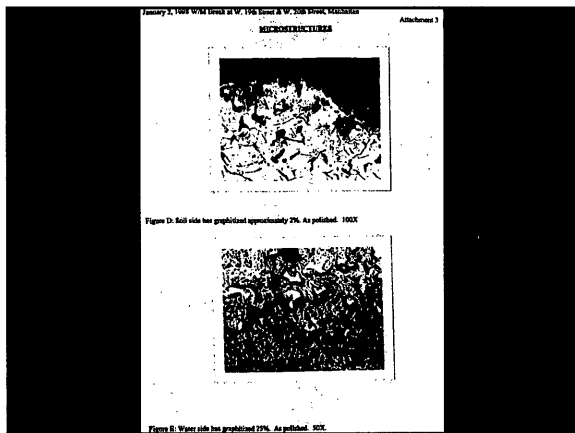 January 2, 1998 W/M Break at W. 19th Street & W. 20th Street, Manhattan
Attachment 3
MICROSTRUCTURES
Figure D: Soil side has graphitized approximately 2%. As polished. 100X
Figure E: Water side has graphitized 25%. As polished. 50X.